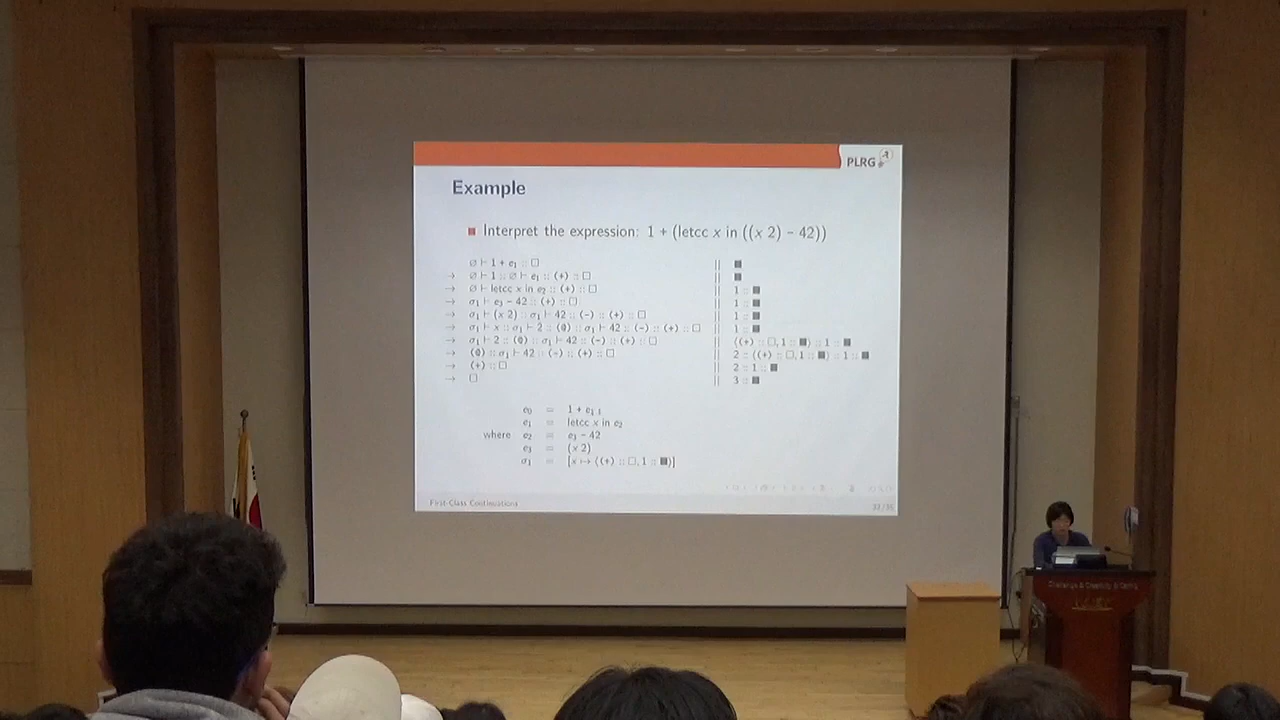 PLRG
Example
Interpret the expression: 1 + (letcc x in ((x 2) − 42))
∅ ⊢ 1 + e₁ :: □ || ■
→ ∅ ⊢ 1 :: ∅ ⊢ e₁ :: (+) :: □ || ■
→ ∅ ⊢ letcc x in e₂ :: (+) :: □ || 1 :: ■
→ σ₁ ⊢ e₃ − 42 :: (+) :: □ || 1 :: ■
→ σ₁ ⊢ (x 2) :: σ₁ ⊢ 42 :: (−) :: (+) :: □ || 1 :: ■
→ σ₁ ⊢ x :: σ₁ ⊢ 2 :: (@) :: σ₁ ⊢ 42 :: (−) :: (+) :: □ || 1 :: ■
→ σ₁ ⊢ 2 :: (@) :: σ₁ ⊢ 42 :: (−) :: (+) :: □ || ⟨(+) :: □, 1 :: ■⟩ :: 1 :: ■
→ (@) :: σ₁ ⊢ 42 :: (−) :: (+) :: □ || 2 :: ⟨(+) :: □, 1 :: ■⟩ :: 1 :: ■
→ (+) :: □ || 2 :: 1 :: ■
→ □ || 3 :: ■
e₀ = 1 + e₁
e₁ = letcc x in e₂
where e₂ = e₃ − 42
e₃ = (x 2)
σ₁ = [x ↦ ⟨(+) :: □, 1 :: ■⟩]
First-Class Continuations
Challenge & Creativity & Caring